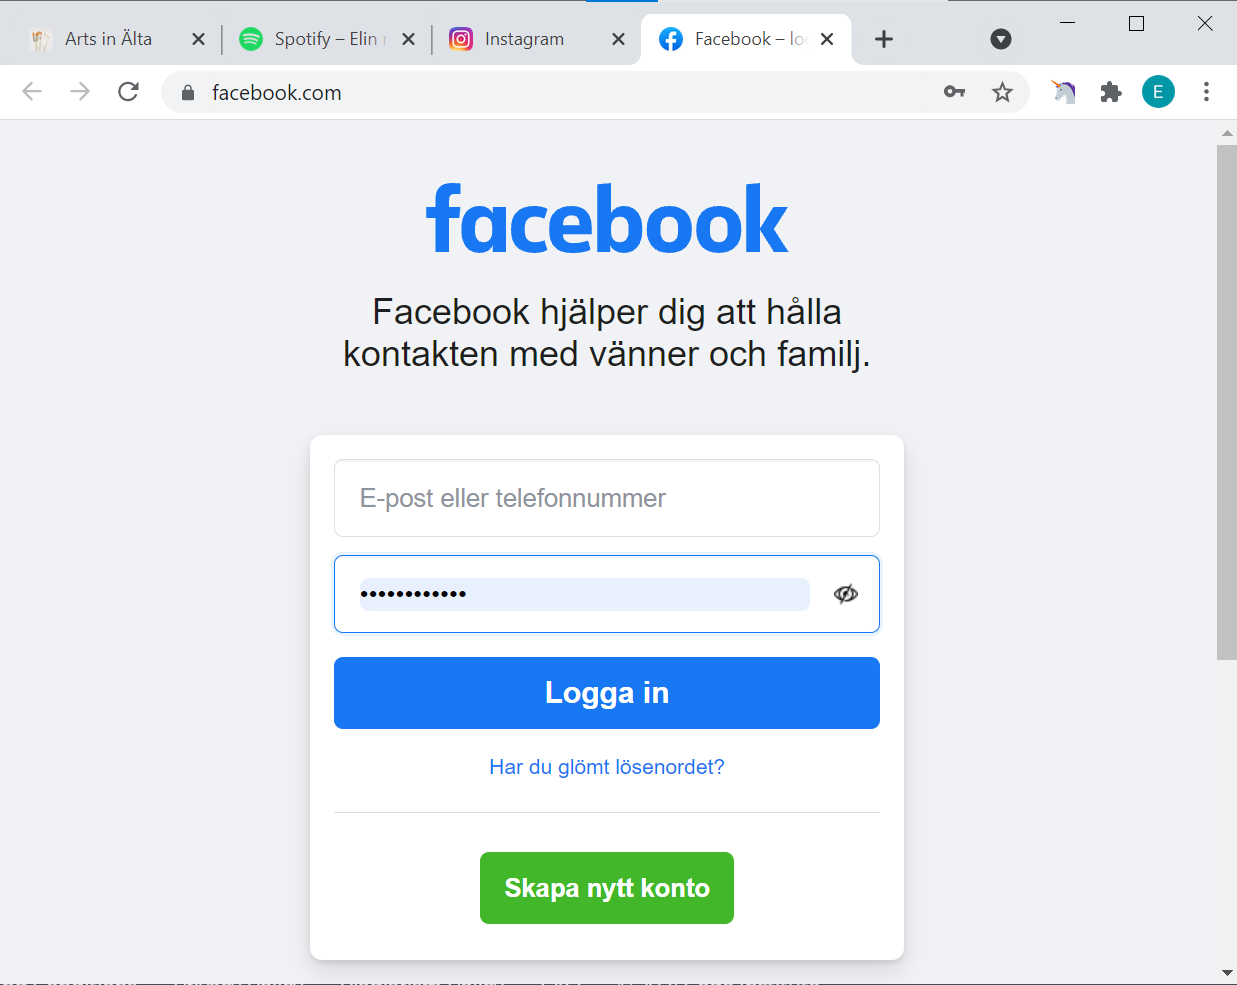 Arts in Älta
Spotify – Elin
Instagram
Facebook – lo
facebook.com
E
facebook
Facebook hjälper dig att hålla
kontakten med vänner och familj.
E-post eller telefonnummer
••••••••••••
Logga in
Har du glömt lösenordet?
Skapa nytt konto